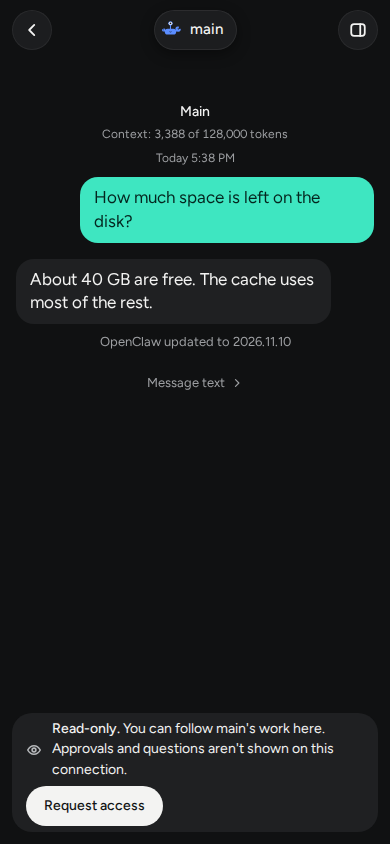 main
Main
Context: 3,388 of 128,000 tokens
Today 5:38 PM
How much space is left on the
disk?
About 40 GB are free. The cache uses
most of the rest.
OpenClaw updated to 2026.11.10
Message text
Read-only. You can follow main's work here.
Approvals and questions aren't shown on this
connection.
Request access